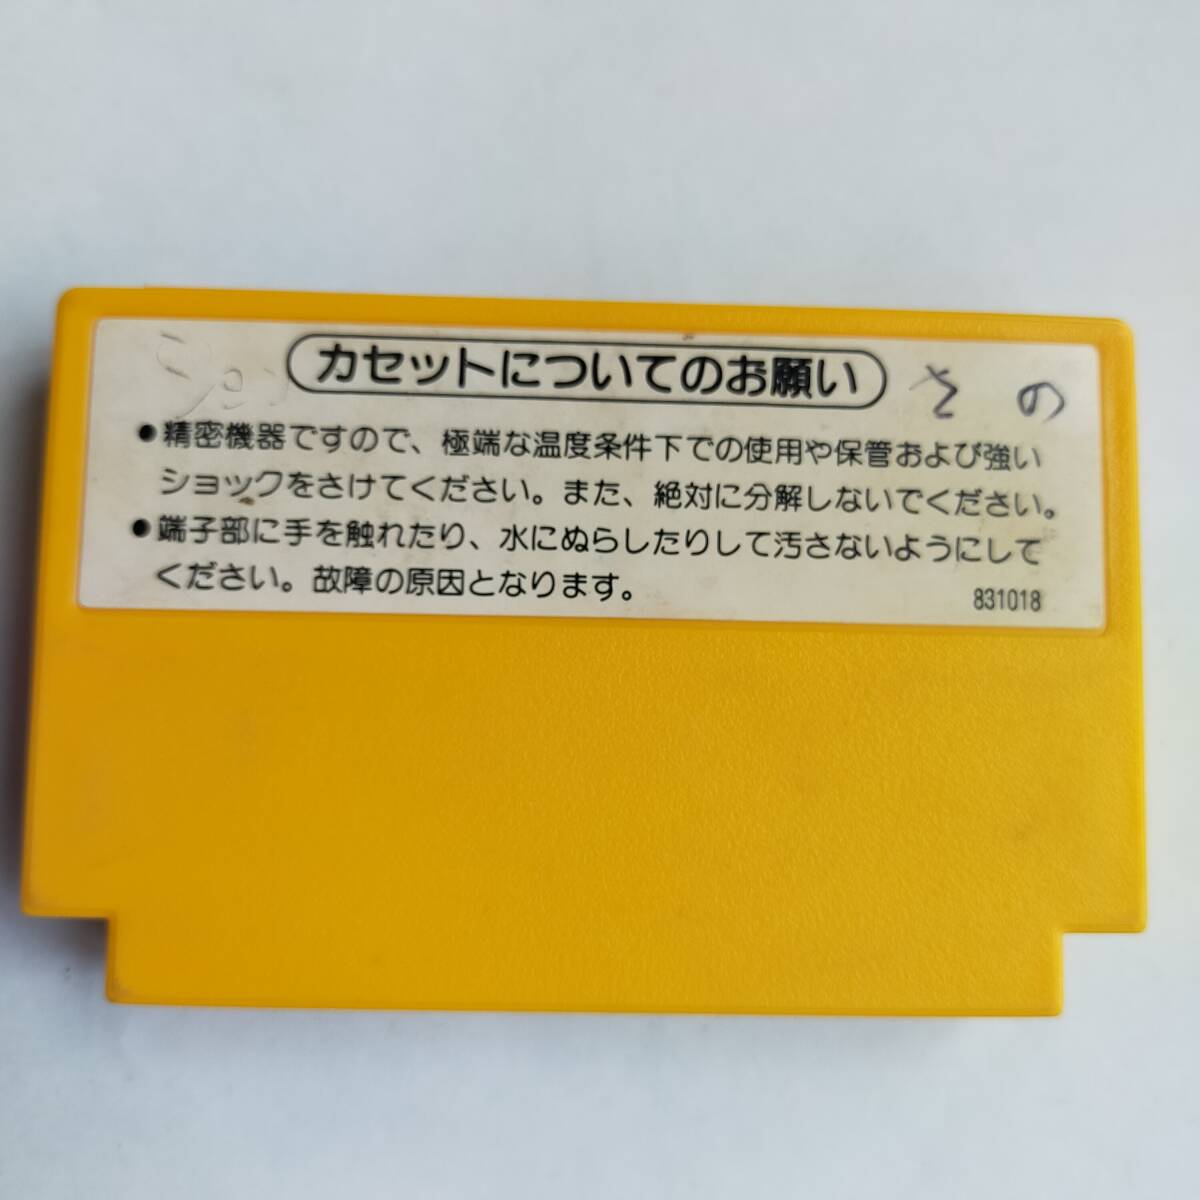 カセットについてのお願い
さの
●精密機器ですので、極端な温度条件下での使用や保管および強い
ショックをさけてください。また、絶対に分解しないでください。
●端子部に手を触れたり、水にぬらしたりして汚さないようにして
ください。故障の原因となります。
831018